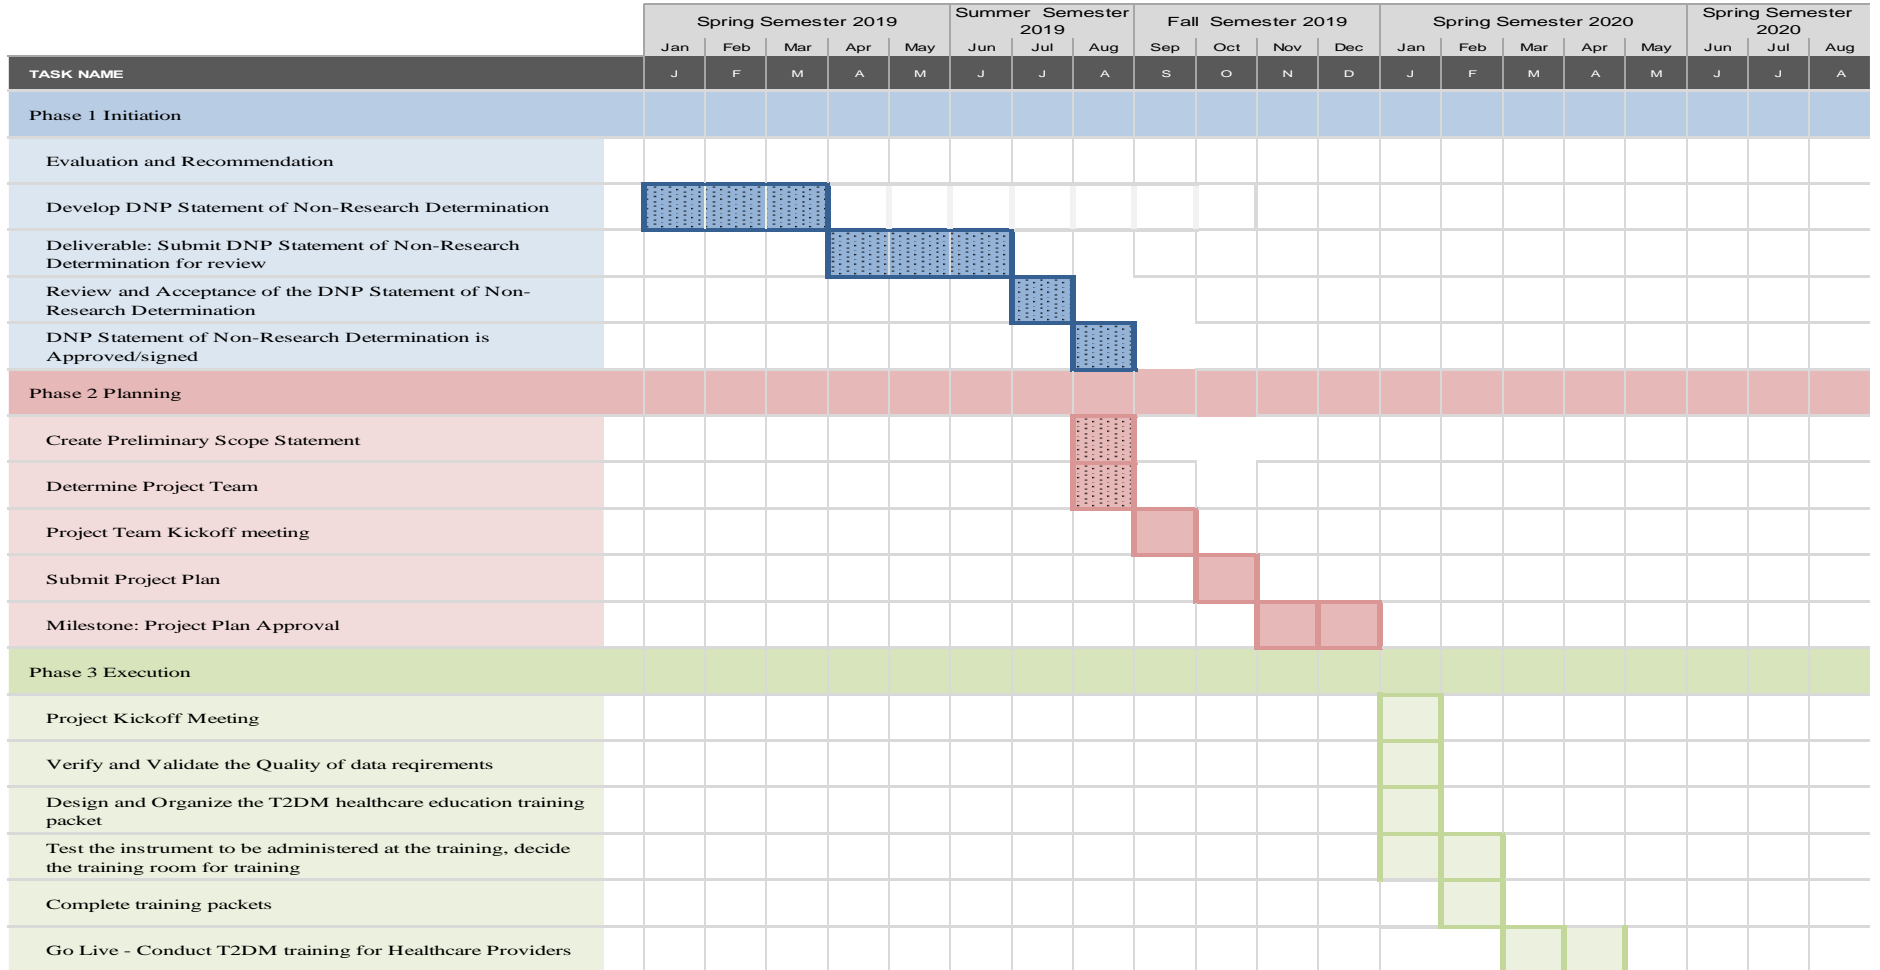 Spring Semester 2019 Summer  Semester 2019 Fall  Semester 2019 Spring Semester 2020 Spring Semester 2020
Jan Feb Mar Apr May Jun Jul Aug Sep Oct Nov Dec Jan Feb Mar Apr May Jun Jul Aug
TASK NAME J F M A M J J A S O N D J F M A M J J A
Phase 1 Initiation
Evaluation and Recommendation
Develop DNP Statement of Non-Research Determination
Deliverable: Submit DNP Statement of Non-Research
Determination for review
Review and Acceptance of the DNP Statement of Non-
Research Determination
DNP Statement of Non-Research Determination is
Approved/signed
Phase 2 Planning
Create Preliminary Scope Statement
Determine Project Team
Project Team Kickoff meeting
Submit Project Plan
Milestone: Project Plan Approval
Phase 3 Execution
Project Kickoff Meeting
Verify and Validate the Quality of data reqirements
Design and Organize the T2DM healthcare education training
packet
Test the instrument to be administered at the training, decide
the training room for training
Complete training packets
Go Live - Conduct T2DM training for Healthcare Providers